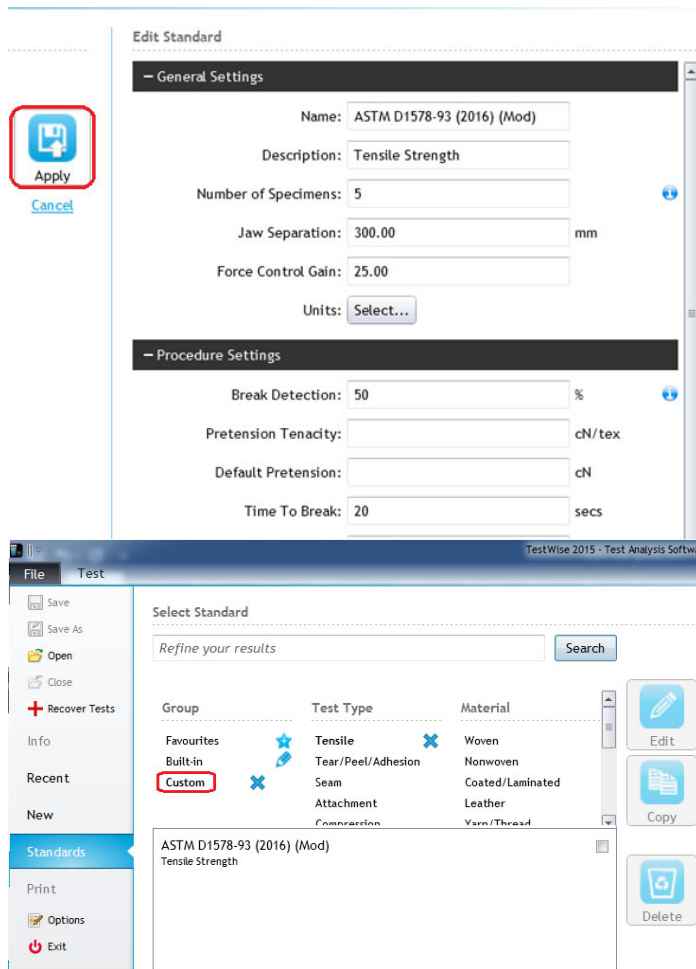 Edit Standard
– General Settings
Name: ASTM D1578-93 (2016) (Mod)
Description: Tensile Strength
Number of Specimens: 5
Jaw Separation: 300.00 mm
Force Control Gain: 25.00
Units: Select...
Apply
Cancel
– Procedure Settings
Break Detection: 50 %
Pretension Tenacity: cN/tex
Default Pretension: cN
Time To Break: 20 secs
TestWise 2015 - Test Analysis Softwa
File Test
Save
Save As
Open
Close
Recover Tests
Info
Recent
New
Standards
Print
Options
Exit
Select Standard
Refine your results Search
Group Test Type Material
Favourites Tensile Woven
Built-in Tear/Peel/Adhesion Nonwoven
Custom Seam Coated/Laminated
Attachment Leather
Compression Yarn/Thread
ASTM D1578-93 (2016) (Mod)
Tensile Strength
Edit
Copy
Delete